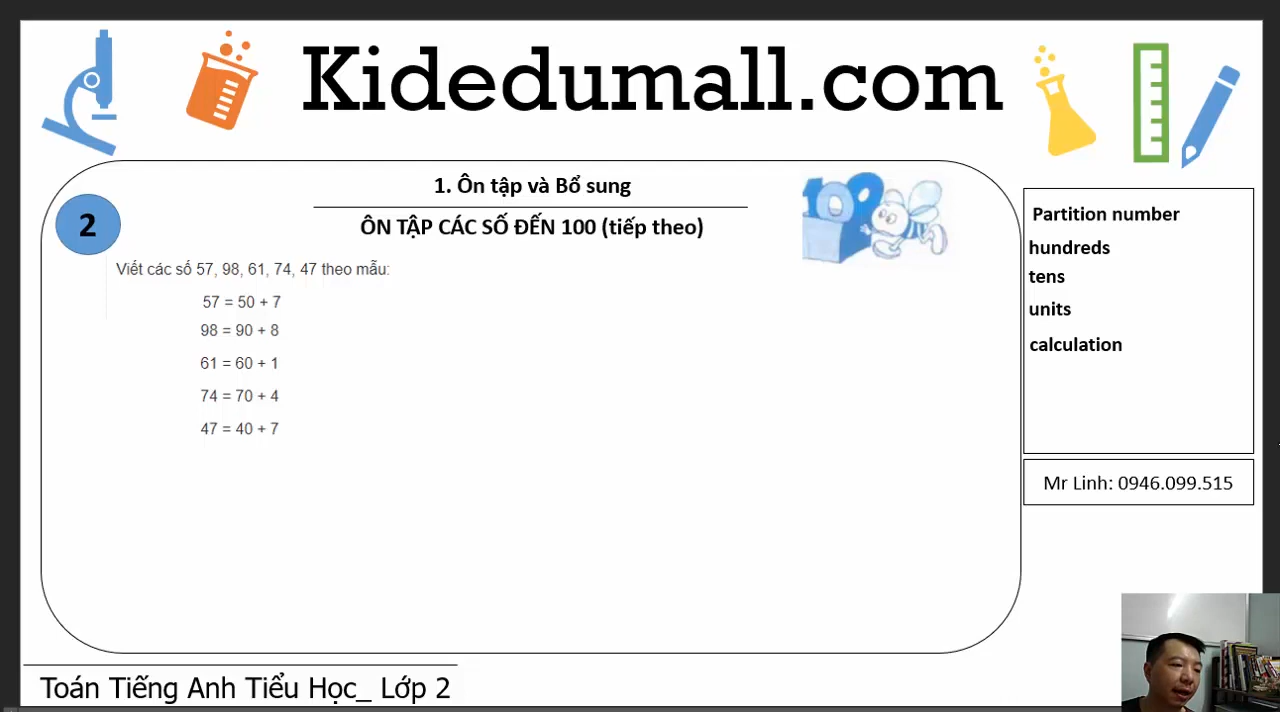 Kidedumall.com
1. Ôn tập và Bổ sung
ÔN TẬP CÁC SỐ ĐẾN 100 (tiếp theo)
100
2
Viết các số 57, 98, 61, 74, 47 theo mẫu:
57 = 50 + 7
98 = 90 + 8
61 = 60 + 1
74 = 70 + 4
47 = 40 + 7
Partition number
hundreds
tens
units
calculation
Mr Linh: 0946.099.515
Toán Tiếng Anh Tiểu Học_ Lớp 2